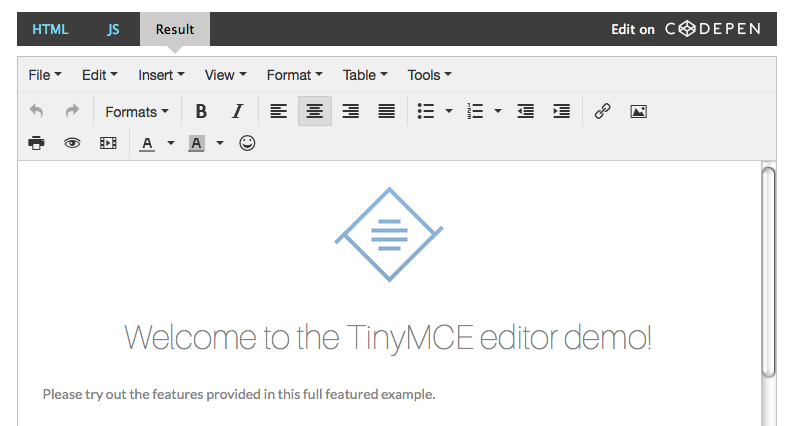 HTML JS Result Edit on CODEPEN
File Edit Insert View Format Table Tools
Formats B I A A
Welcome to the TinyMCE editor demo!
Please try out the features provided in this full featured example.